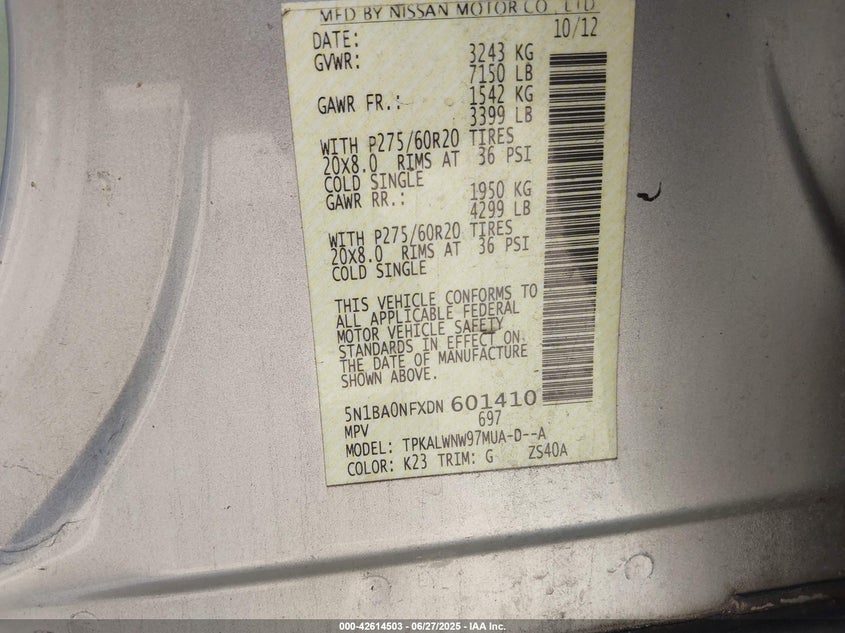 MFD BY NISSAN MOTOR CO., LTD
DATE: 10/12
GVWR: 3243 KG
7150 LB
GAWR FR.: 1542 KG
3399 LB
WITH P275/60R20 TIRES
20x8.0 RIMS AT 36 PSI
COLD SINGLE
GAWR RR.: 1950 KG
4299 LB
WITH P275/60R20 TIRES
20x8.0 RIMS AT 36 PSI
COLD SINGLE
THIS VEHICLE CONFORMS TO
ALL APPLICABLE FEDERAL
MOTOR VEHICLE SAFETY
STANDARDS IN EFFECT ON
THE DATE OF MANUFACTURE
SHOWN ABOVE.
5N1BA0NFXDN 601410
MPV 697
MODEL: TPKALWNW97MUA-D--A
COLOR: K23 TRIM: G ZS40A
000-42614503 - 06/27/2025 - IAA Inc.